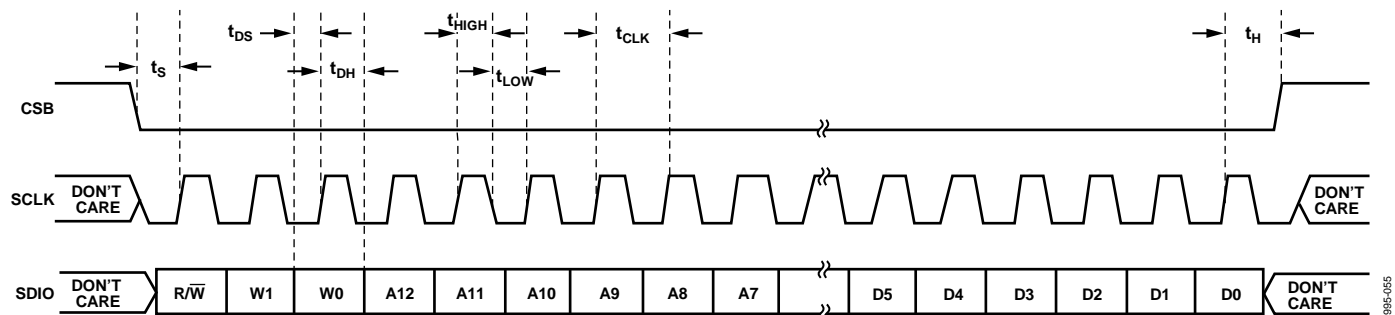 tDS
tHIGH
tCLK
tH
tS
tDH
tLOW
CSB
SCLK
DON'T
CARE
DON'T
CARE
SDIO
DON'T
CARE
R/W̅ W1 W0 A12 A11 A10 A9 A8 A7 D5 D4 D3 D2 D1 D0
DON'T
CARE
995-055